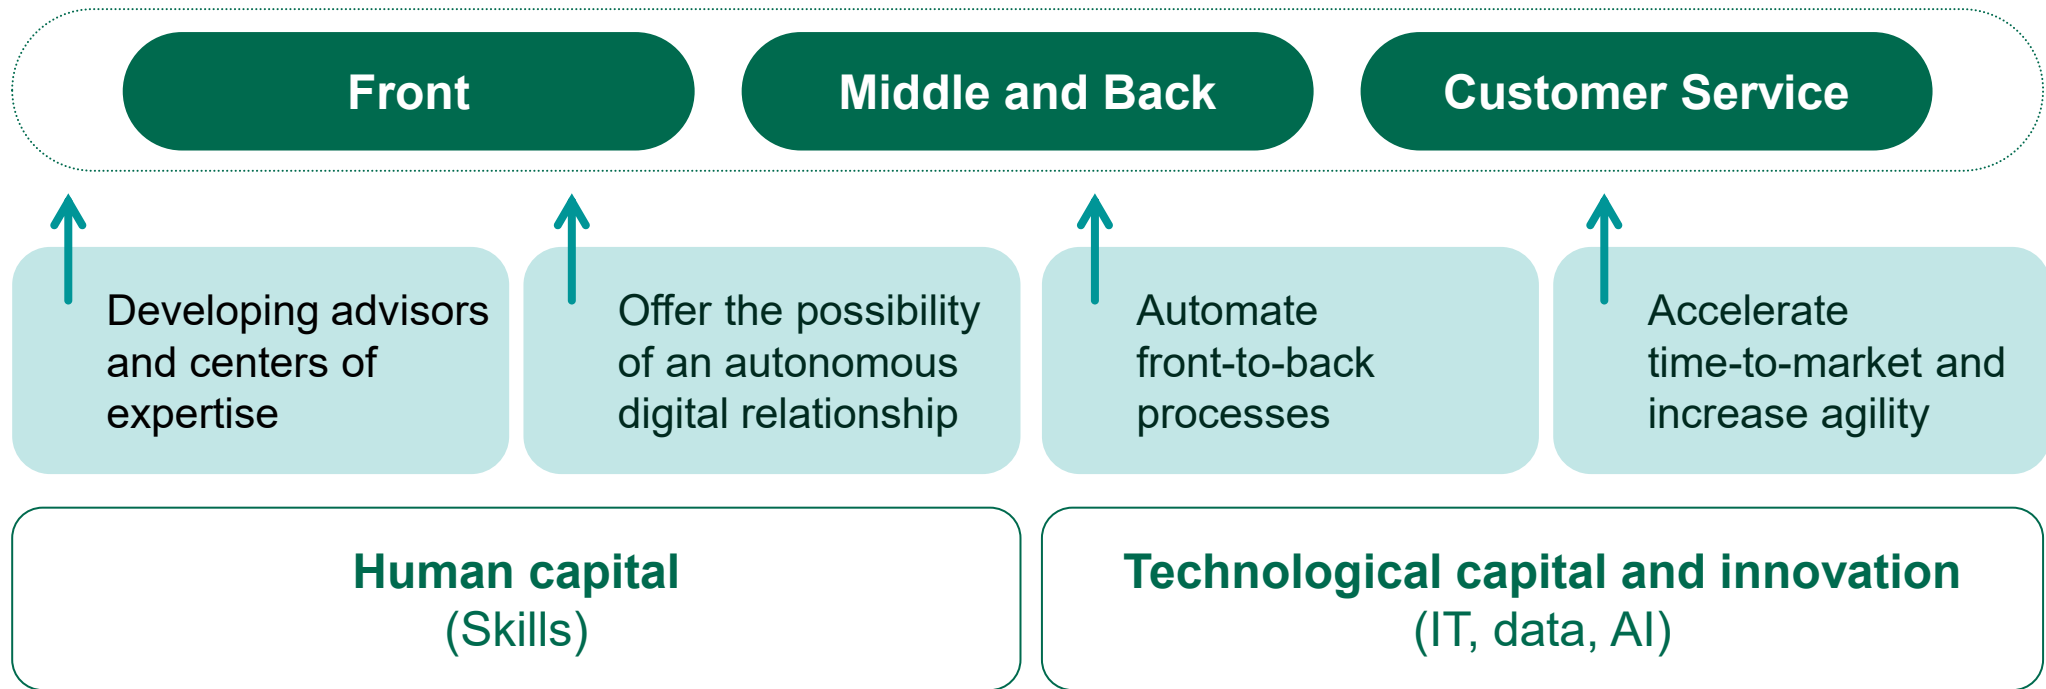 Front
Middle and Back
Customer Service
Developing advisors
and centers of
expertise
Offer the possibility
of an autonomous
digital relationship
Automate
front-to-back
processes
Accelerate
time-to-market and
increase agility
Human capital
(Skills)
Technological capital and innovation
(IT, data, AI)